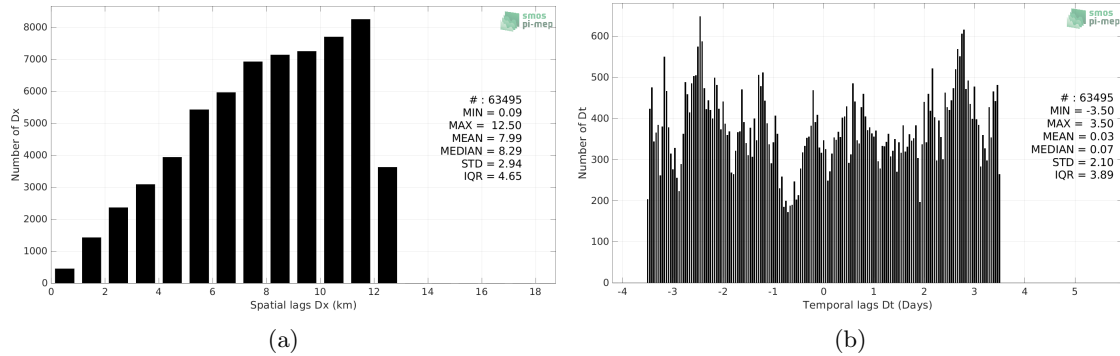 smos
pi-mep
Number of Dx
8000
7000
6000
5000
4000
3000
2000
1000
0
# : 63495
MIN = 0.09
MAX = 12.50
MEAN = 7.99
MEDIAN = 8.29
STD = 2.94
IQR = 4.65
0 2 4 6 8 10 12 14 16 18
Spatial lags Dx (km)
(a)
smos
pi-mep
Number of Dt
600
500
400
300
200
100
0
# : 63495
MIN = -3.50
MAX = 3.50
MEAN = 0.03
MEDIAN = 0.07
STD = 2.10
IQR = 3.89
-4 -3 -2 -1 0 1 2 3 4 5
Temporal lags Dt (Days)
(b)